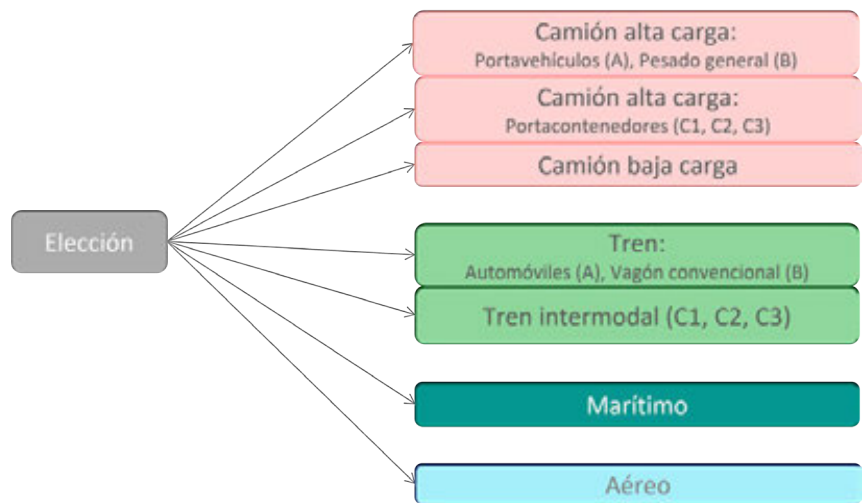 Camión alta carga:
Portavehículos (A), Pesado general (B)
Camión alta carga:
Portacontenedores (C1, C2, C3)
Camión baja carga
Elección
Tren:
Automóviles (A), Vagón convencional (B)
Tren intermodal (C1, C2, C3)
Marítimo
Aéreo